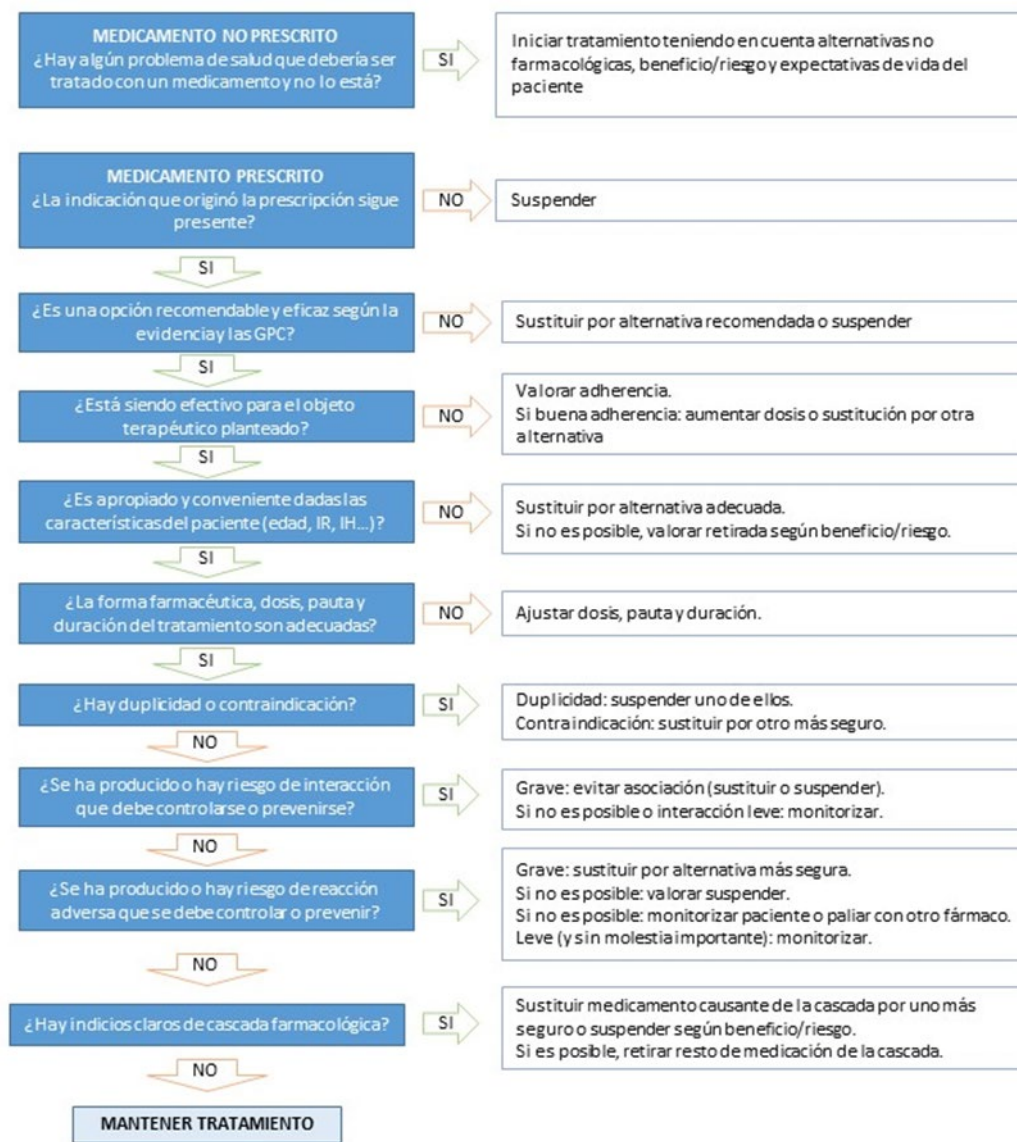 MEDICAMENTO NO PRESCRITO
¿Hay algún problema de salud que debería ser
tratado con un medicamento y no lo está?
SI
Iniciar tratamiento teniendo en cuenta alternativas no
farmacológicas, beneficio/riesgo y expectativas de vida del
paciente
MEDICAMENTO PRESCRITO
¿La indicación que originó la prescripción sigue
presente?
NO
Suspender
SI
¿Es una opción recomendable y eficaz según la
evidencia y las GPC?
NO
Sustituir por alternativa recomendada o suspender
SI
¿Está siendo efectivo para el objeto
terapéutico planteado?
NO
Valorar adherencia.
Si buena adherencia: aumentar dosis o sustitución por otra
alternativa
SI
¿Es apropiado y conveniente dadas las
características del paciente (edad, IR, IH...)?
NO
Sustituir por alternativa adecuada.
Si no es posible, valorar retirada según beneficio/riesgo.
SI
¿La forma farmacéutica, dosis, pauta y
duración del tratamiento son adecuadas?
NO
Ajustar dosis, pauta y duración.
SI
¿Hay duplicidad o contraindicación?
SI
Duplicidad: suspender uno de ellos.
Contraindicación: sustituir por otro más seguro.
NO
¿Se ha producido o hay riesgo de interacción
que debe controlarse o prevenirse?
SI
Grave: evitar asociación (sustituir o suspender).
Si no es posible o interacción leve: monitorizar.
NO
¿Se ha producido o hay riesgo de reacción
adversa que se debe controlar o prevenir?
SI
Grave: sustituir por alternativa más segura.
Si no es posible: valorar suspender.
Si no es posible: monitorizar paciente o paliar con otro fármaco.
Leve (y sin molestia importante): monitorizar.
NO
¿Hay indicios claros de cascada farmacológica?
SI
Sustituir medicamento causante de la cascada por uno más
seguro o suspender según beneficio/riesgo.
Si es posible, retirar resto de medicación de la cascada.
NO
MANTENER TRATAMIENTO